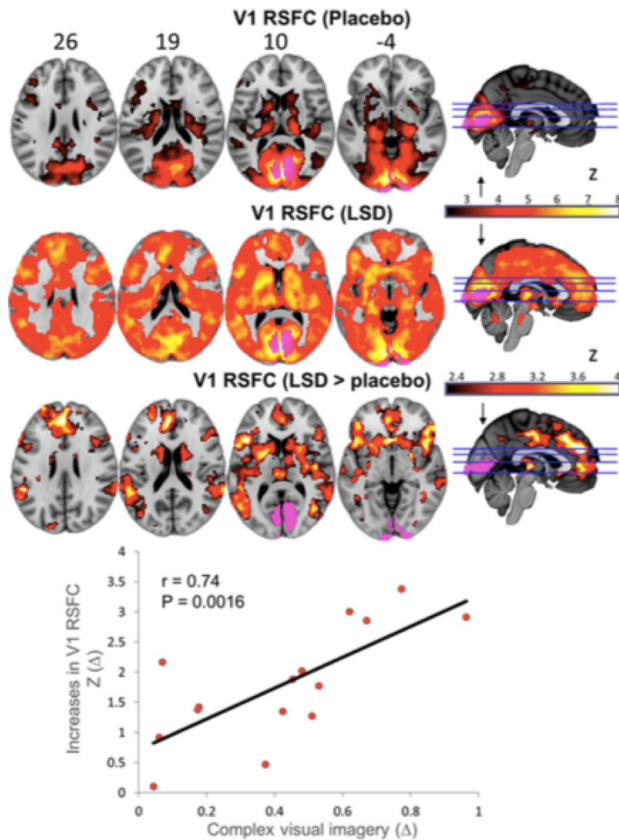 V1 RSFC (Placebo)
26 19 10 -4
Z
3 4 5 6 7 8
V1 RSFC (LSD)
Z
V1 RSFC (LSD > placebo)
2.4 2.8 3.2 3.6 4
4
3.5
3
2.5
2
1.5
1
0.5
0
r = 0.74
P = 0.0016
Increases in V1 RSFC
Z (Δ)
0 0.2 0.4 0.6 0.8 1
Complex visual imagery (Δ)